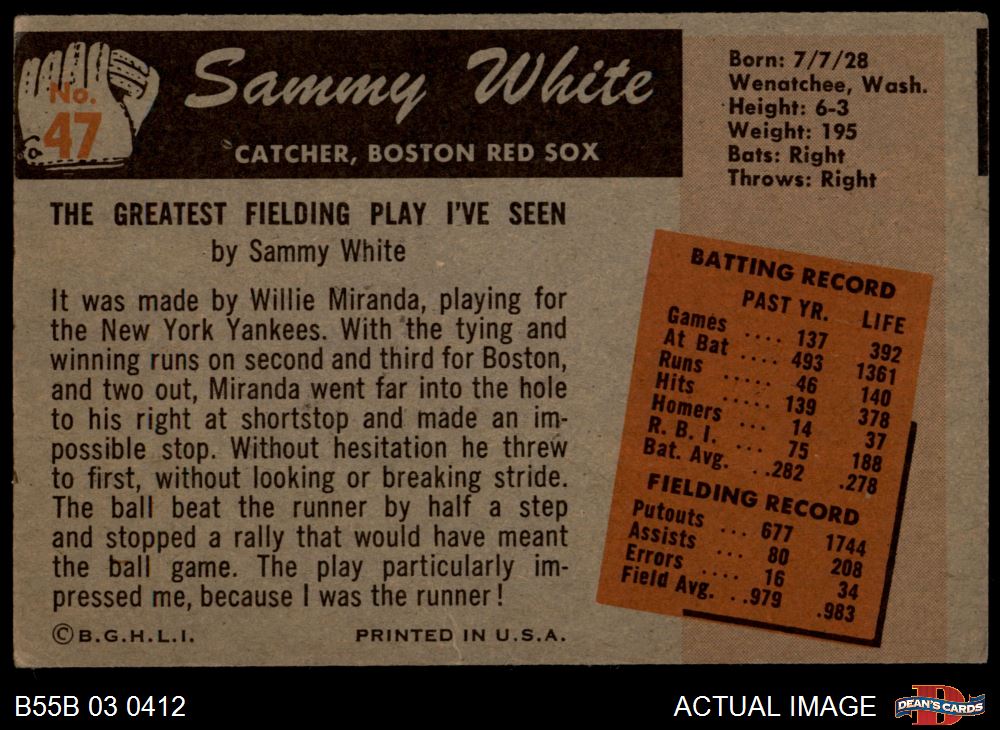 No.
47
Sammy White
CATCHER, BOSTON RED SOX
Born: 7/7/28
Wenatchee, Wash.
Height: 6-3
Weight: 195
Bats: Right
Throws: Right
THE GREATEST FIELDING PLAY I'VE SEEN
by Sammy White
It was made by Willie Miranda, playing for
the New York Yankees. With the tying and
winning runs on second and third for Boston,
and two out, Miranda went far into the hole
to his right at shortstop and made an im-
possible stop. Without hesitation he threw
to first, without looking or breaking stride.
The ball beat the runner by half a step
and stopped a rally that would have meant
the ball game. The play particularly im-
pressed me, because I was the runner!
©B.G.H.L.I. PRINTED IN U.S.A.
BATTING RECORD
PAST YR. LIFE
Games .... 137 392
At Bat .... 493 1361
Runs ..... 46 140
Hits ..... 139 378
Homers ... 14 37
R. B. I. ... 75 188
Bat. Avg. ..282 .278
FIELDING RECORD
Putouts ... 677 1744
Assists ... 80 208
Errors .... 16 34
Field Avg. ..979 .983
B55B 03 0412
ACTUAL IMAGE
D
DEAN'S CARDS